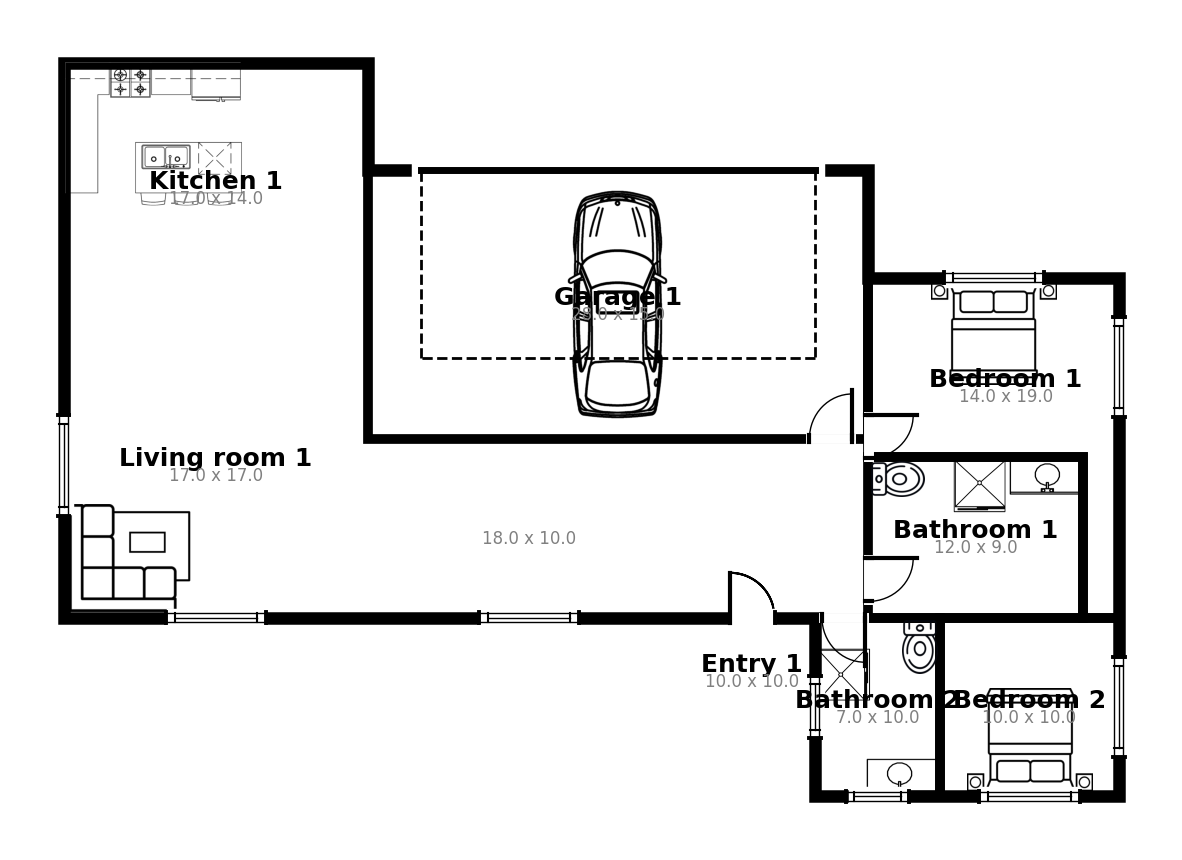 Kitchen 1
17.0 x 14.0
Garage 1
28.0 x 15.0
Bedroom 1
14.0 x 19.0
Living room 1
17.0 x 17.0
18.0 x 10.0
Bathroom 1
12.0 x 9.0
Entry 1
10.0 x 10.0
Bathroom 2
7.0 x 10.0
Bedroom 2
10.0 x 10.0